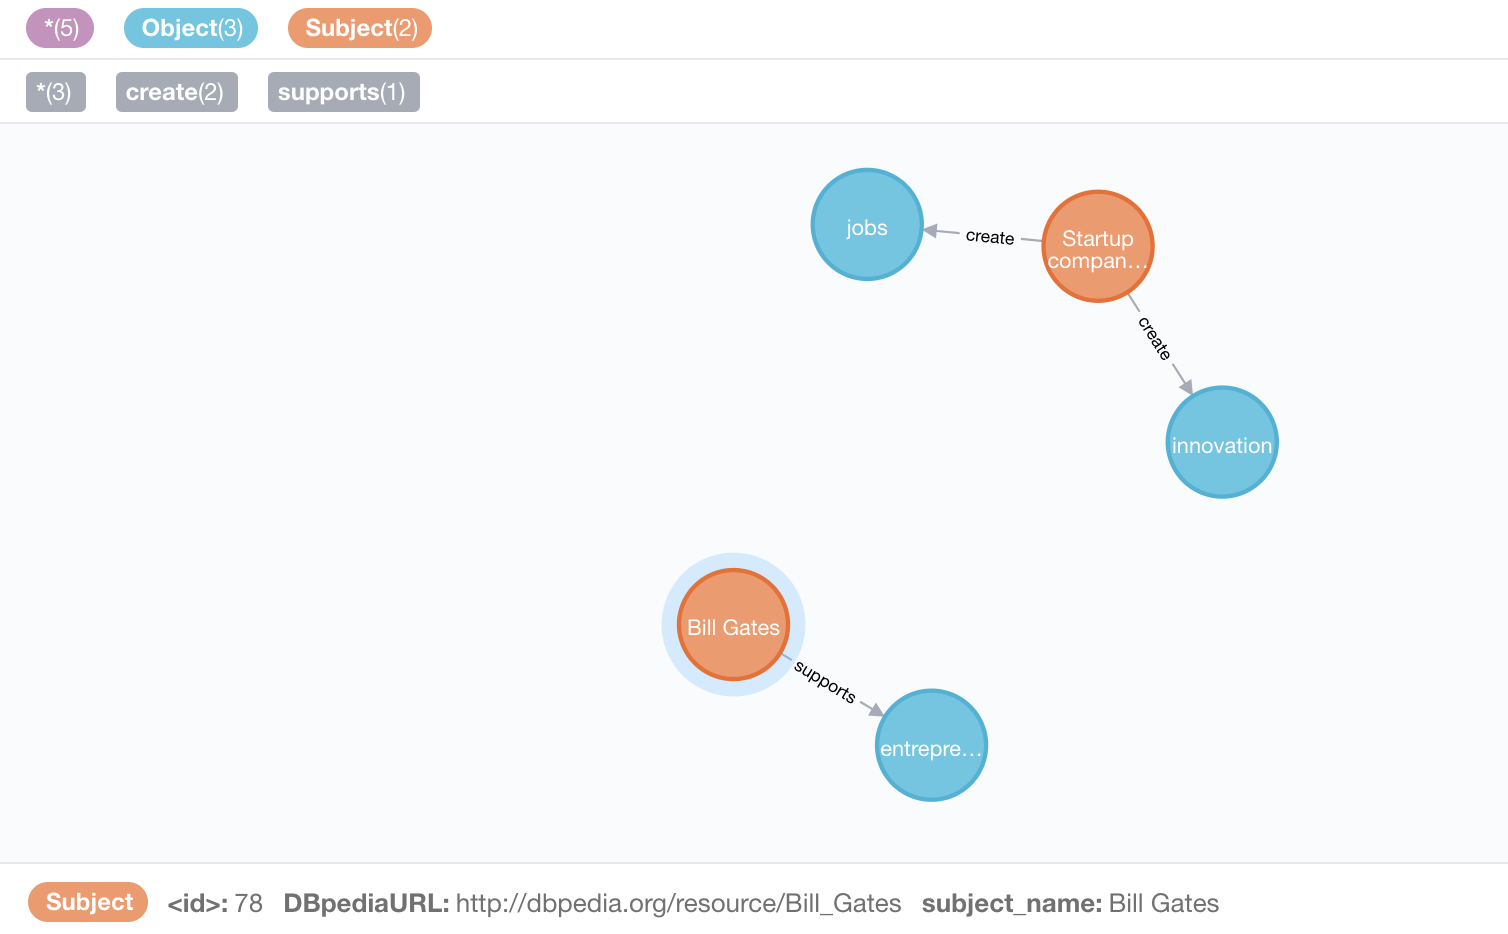 *(5) Object(3) Subject(2)
*(3) create(2) supports(1)
jobs
create
Startup
compan...
create
innovation
Bill Gates
supports
entrepre...
Subject <id>: 78 DBpediaURL: http://dbpedia.org/resource/Bill_Gates subject_name: Bill Gates